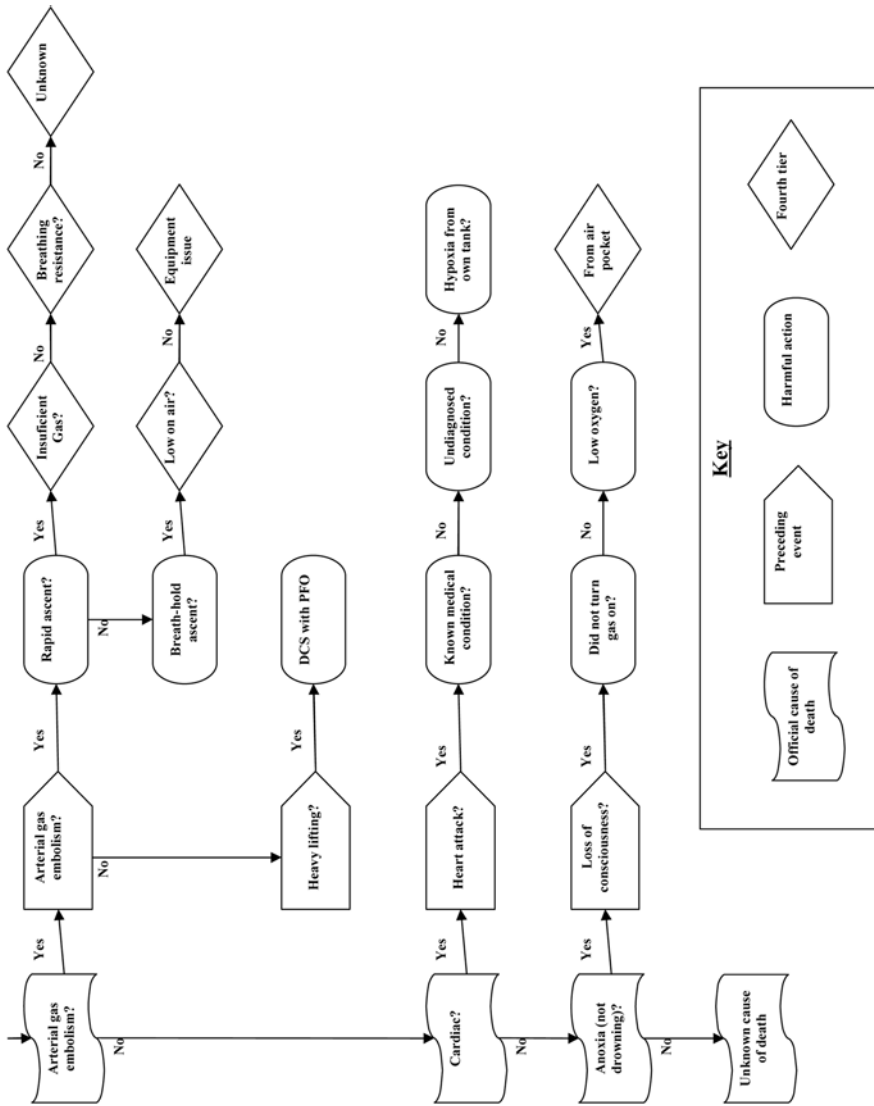 Arterial gas
embolism?
Yes
Arterial gas
embolism?
Yes
Rapid ascent?
Yes
Insufficient
Gas?
No
Breathing
resistance?
No
Unknown
No
No
No
Breath-hold
ascent?
Yes
Low on air?
No
Equipment
issue
Heavy lifting?
Yes
DCS with PFO
Cardiac?
Yes
Heart attack?
Yes
Known medical
condition?
No
Undiagnosed
condition?
No
Hypoxia from
own tank?
No
Anoxia (not
drowning)?
Yes
Loss of
consciousness?
Yes
Did not turn
gas on?
No
Low oxygen?
Yes
From air
pocket
No
Unknown cause
of death
Key
Official cause of
death
Preceding
event
Harmful action
Fourth tier